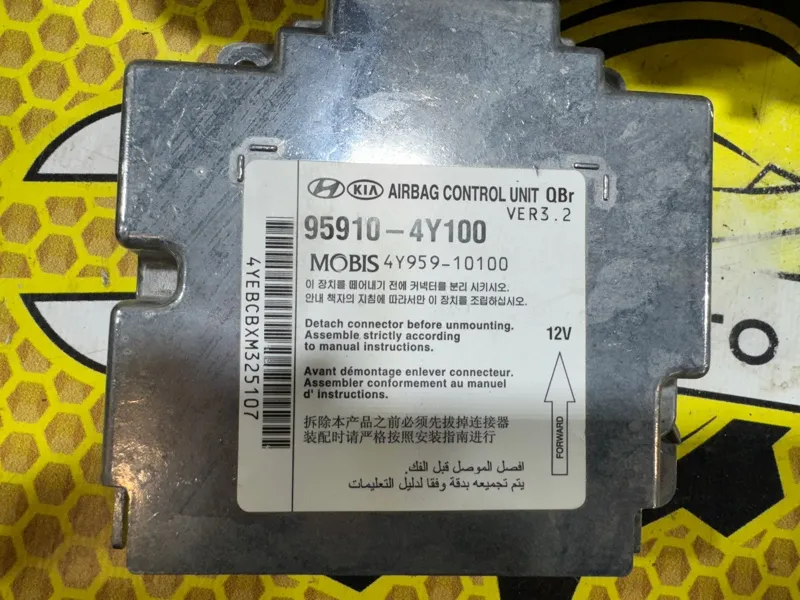 KIA AIRBAG CONTROL UNIT QBr
VER3.2
95910-4Y100
MOBIS 4Y959-10100
이 장치를 떼어내기 전에 커넥터를 분리 시키시오.
안내 책자의 지침에 따라서만 이 장치를 조립하십시오.
Detach connector before unmounting.
Assemble strictly according
to manual instructions.
12V
Avant démontage enlever connecteur.
Assembler conformement au manuel
d' instructions.
拆除本产品之前必须先拔掉连接器
装配时请严格按照安装指南进行
افصل الموصل قبل الفك.
يتم تجميعه بدقة وفقا لدليل التعليمات
FORWARD
4YEBCBXM325107
TO